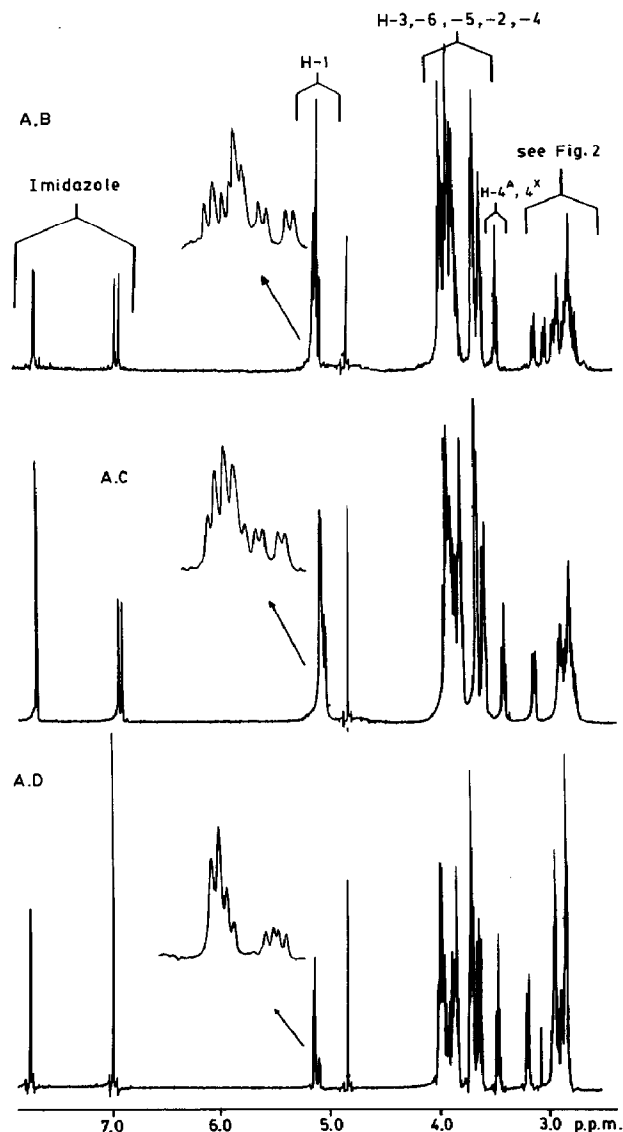 H-3,-6,-5,-2,-4
H-1
A.B
see Fig.2
Imidazole
H-4ᴬ, 4ˣ
A.C
A.D
7.0 6.0 5.0 4.0 3.0 p.p.m.